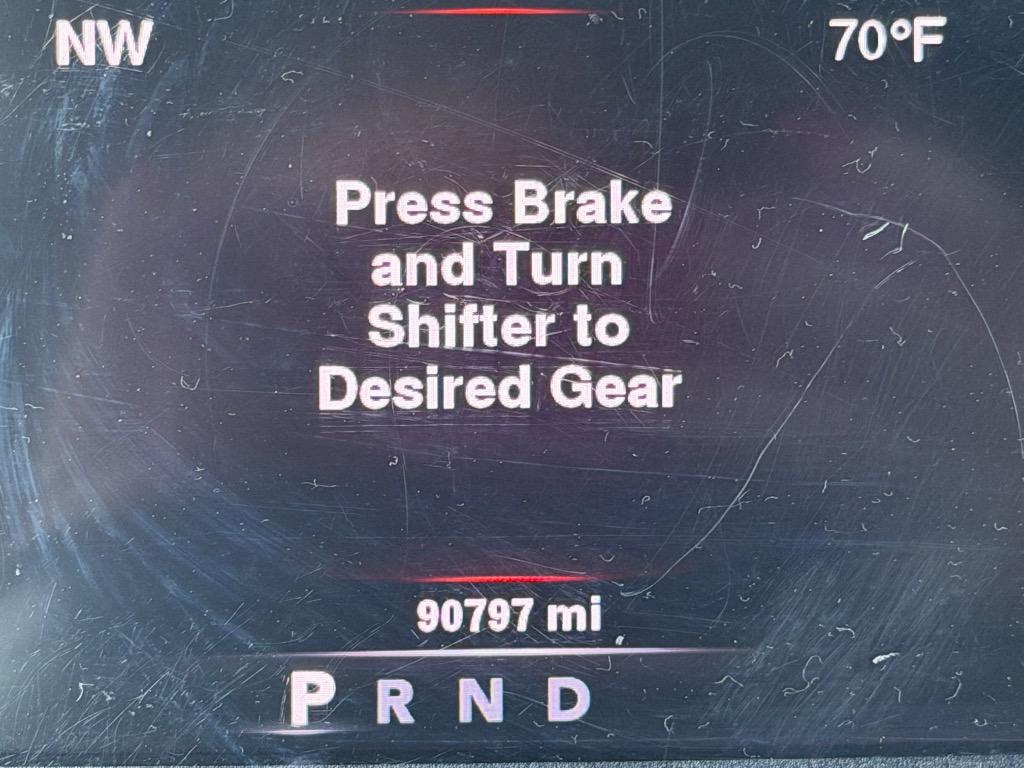 NW 70°F
Press Brake
and Turn
Shifter to
Desired Gear
90797 mi
P R N D